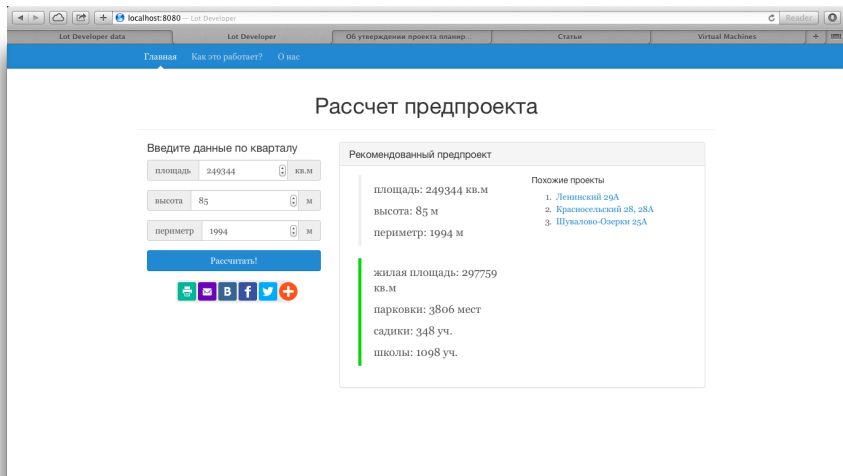 localhost:8080 — Lot Developer
Reader
Lot Developer data
Lot Developer
Об утверждении проекта планир...
Статьи
Virtual Machines
Главная
Как это работает?
О нас
Рассчет предпроекта
Введите данные по кварталу
площадь 249344 кв.м
высота 85 м
периметр 1994 м
Рассчитать!
Рекомендованный предпроект
площадь: 249344 кв.м
высота: 85 м
периметр: 1994 м
жилая площадь: 297759
кв.м
парковки: 3806 мест
садики: 348 уч.
школы: 1098 уч.
Похожие проекты
1. Ленинский 29А
2. Красносельский 28, 28А
3. Шувалово-Озерки 25А